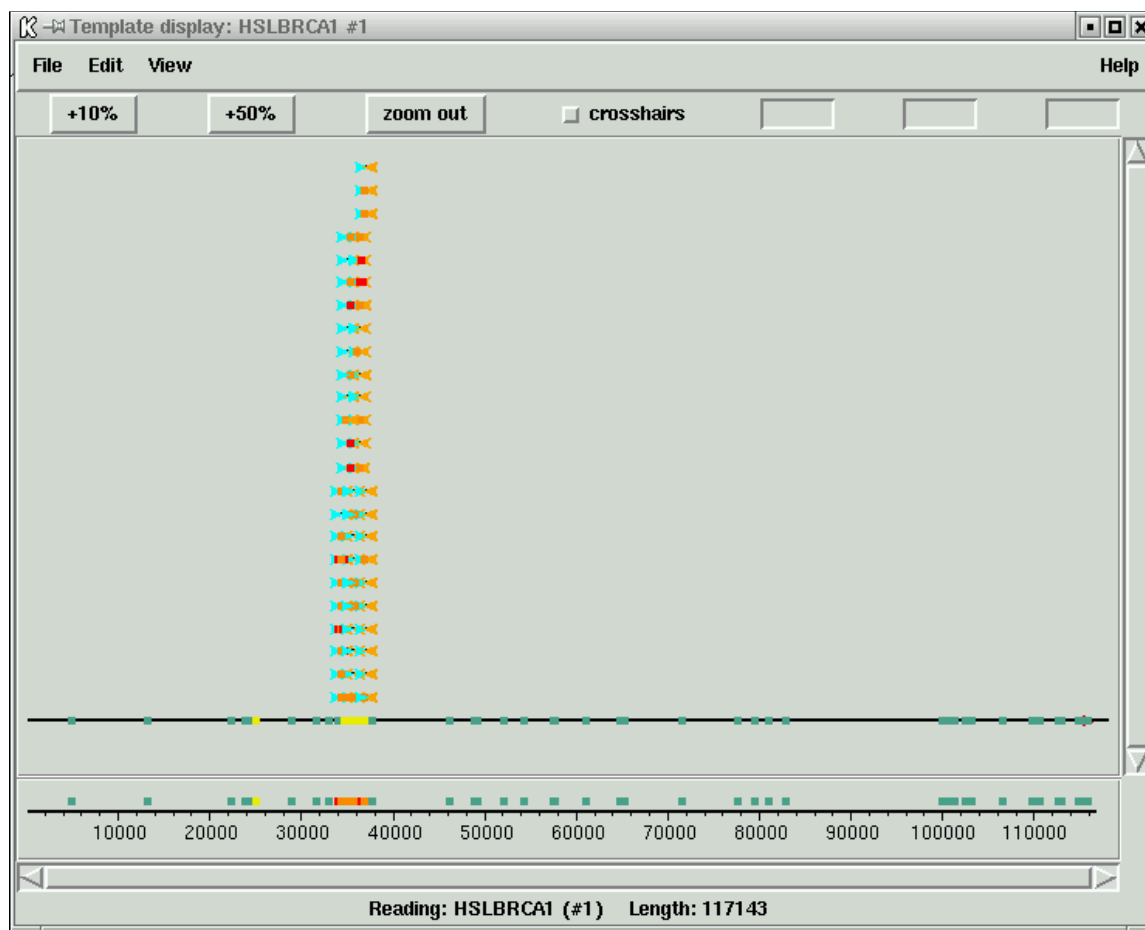 Template display: HSLBRCA1 #1
File Edit View Help
+10% +50% zoom out crosshairs
10000 20000 30000 40000 50000 60000 70000 80000 90000 100000 110000
Reading: HSLBRCA1 (#1) Length: 117143